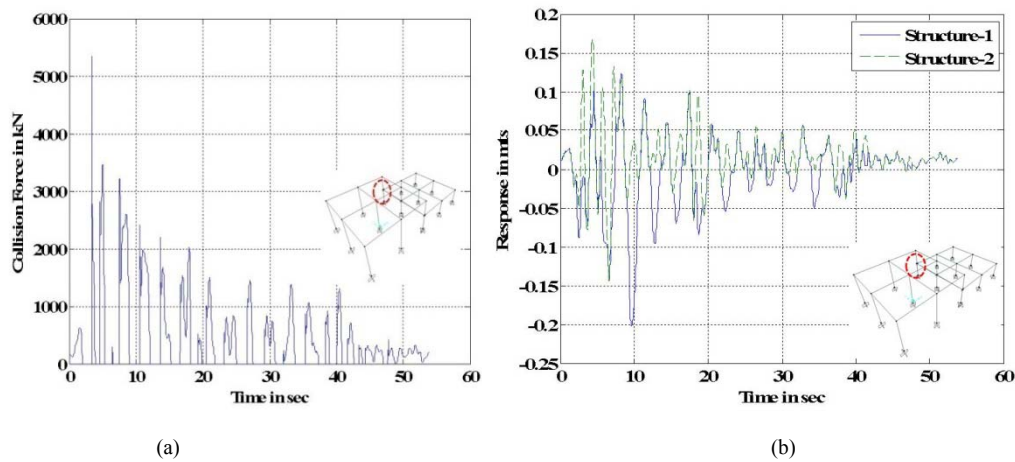 6000
5000
4000
3000
2000
1000
0
0 10 20 30 40 50 60
Collision Force in kN
Time in sec
(a)
0.2
0.15
0.1
0.05
0
-0.05
-0.1
-0.15
-0.2
-0.25
0 10 20 30 40 50 60
Response in mts
Time in sec
Structure-1
Structure-2
(b)